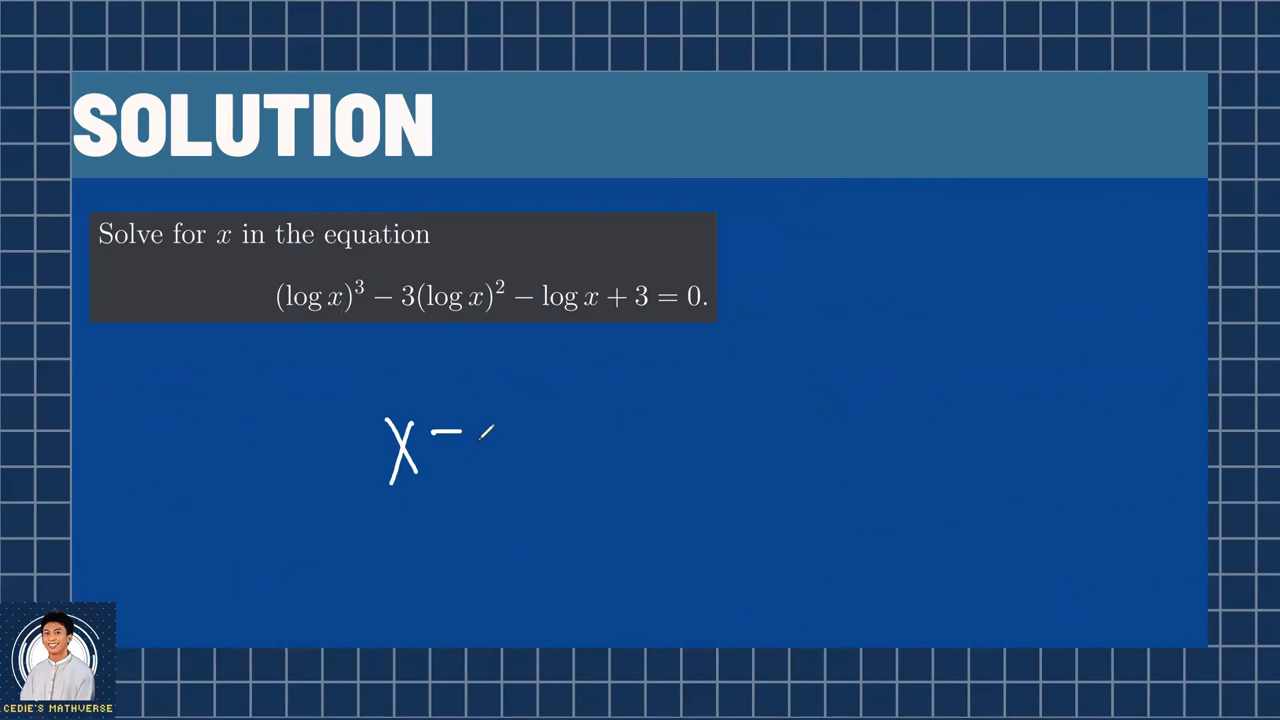 SOLUTION
Solve for x in the equation
(log x)³ − 3(log x)² − log x + 3 = 0.
X −
CEDIE'S MATHVERSE